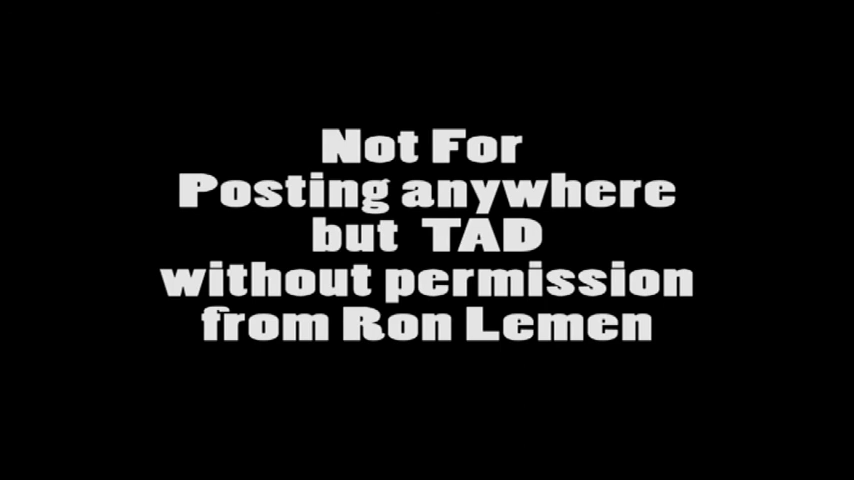 Not For
Posting anywhere
but TAD
without permission
from Ron Lemen